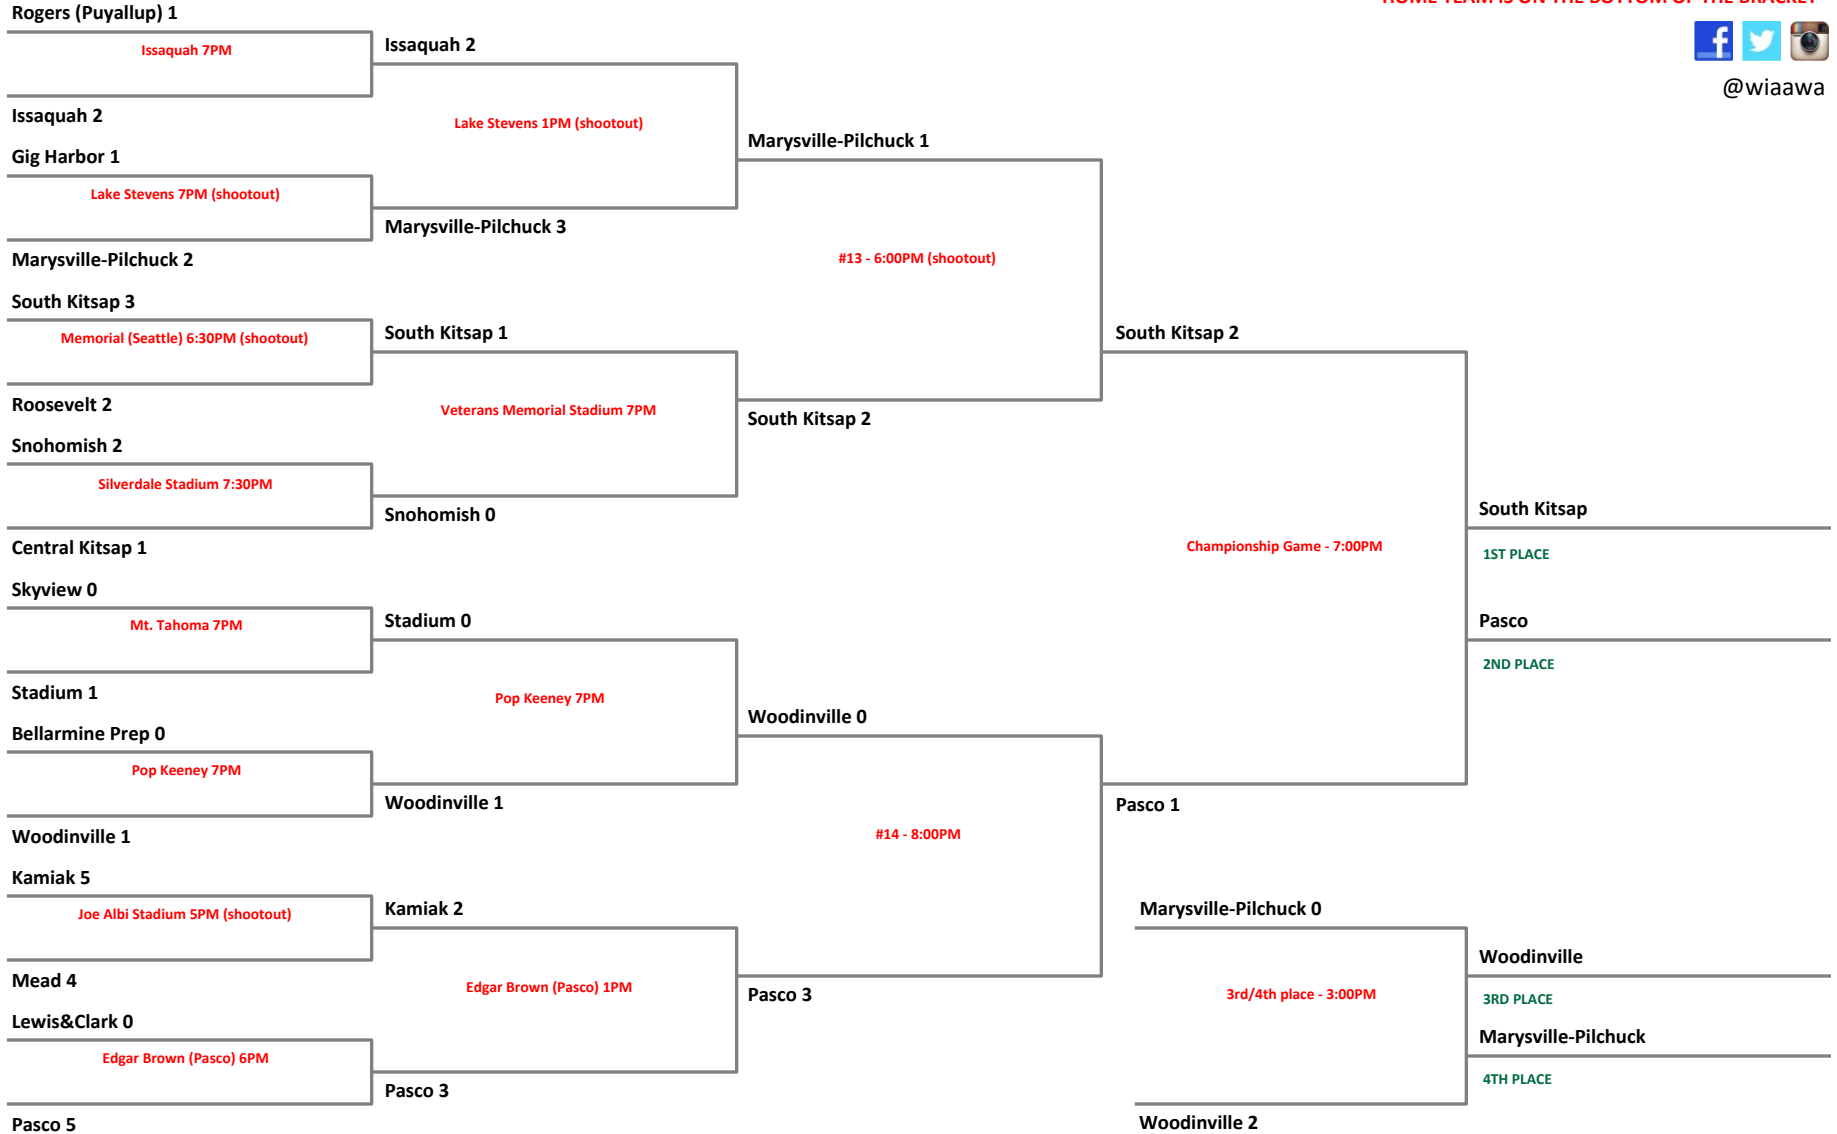 HOME TEAM IS ON THE BOTTOM OF THE BRACKET
@wiaawa
Rogers (Puyallup) 1
Issaquah 7PM
Issaquah 2
Gig Harbor 1
Lake Stevens 7PM (shootout)
Marysville-Pilchuck 2
South Kitsap 3
Memorial (Seattle) 6:30PM (shootout)
Roosevelt 2
Snohomish 2
Silverdale Stadium 7:30PM
Central Kitsap 1
Skyview 0
Mt. Tahoma 7PM
Stadium 1
Bellarmine Prep 0
Pop Keeney 7PM
Woodinville 1
Kamiak 5
Joe Albi Stadium 5PM (shootout)
Mead 4
Lewis&Clark 0
Edgar Brown (Pasco) 6PM
Pasco 5
Issaquah 2
Lake Stevens 1PM (shootout)
Marysville-Pilchuck 3
South Kitsap 1
Veterans Memorial Stadium 7PM
Snohomish 0
Stadium 0
Pop Keeney 7PM
Woodinville 1
Kamiak 2
Edgar Brown (Pasco) 1PM
Pasco 3
Marysville-Pilchuck 1
#13 - 6:00PM (shootout)
South Kitsap 2
Woodinville 0
#14 - 8:00PM
Pasco 3
South Kitsap 2
Championship Game - 7:00PM
Pasco 1
Marysville-Pilchuck 0
3rd/4th place - 3:00PM
Woodinville 2
South Kitsap
1ST PLACE
Pasco
2ND PLACE
Woodinville
3RD PLACE
Marysville-Pilchuck
4TH PLACE